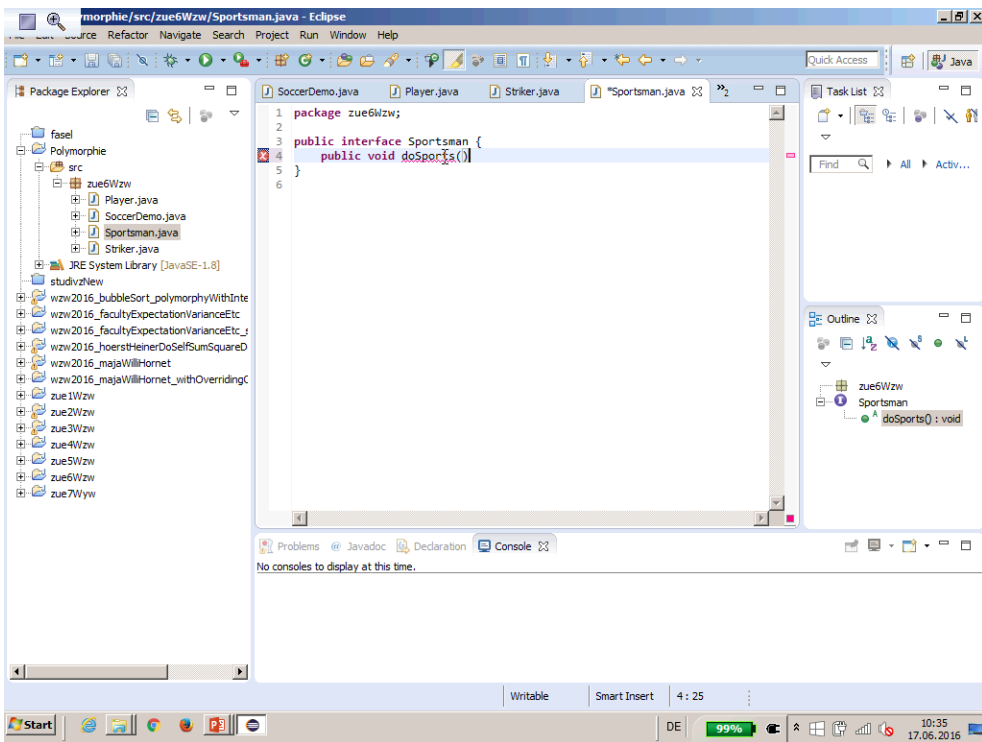 ymorphie/src/zue6Wzw/Sportsman.java - Eclipse
Refactor Navigate Search Project Run Window Help
Quick Access
Java
Package Explorer
fasel
Polymorphie
src
zue6Wzw
Player.java
SoccerDemo.java
Sportsman.java
Striker.java
JRE System Library [JavaSE-1.8]
studivzNew
wzw2016_bubbleSort_polymorphyWithInte
wzw2016_facultyExpectationVarianceEtc
wzw2016_facultyExpectationVarianceEtc_s
wzw2016_hoerstHeinerDoSelfSumSquareD
wzw2016_majaWilliHornet
wzw2016_majaWilliHornet_withOverridingC
zue1Wzw
zue2Wzw
zue3Wzw
zue4Wzw
zue5Wzw
zue6Wzw
zue7Wyw
SoccerDemo.java Player.java Striker.java *Sportsman.java »2
1 package zue6Wzw;
2
3 public interface Sportsman {
4 public void doSports()
5 }
6
Task List
Find All Activ...
Outline
zue6Wzw
Sportsman
doSports() : void
Problems @ Javadoc Declaration Console
No consoles to display at this time.
Writable Smart Insert 4 : 25
Start DE 99% 10:35
17.06.2016